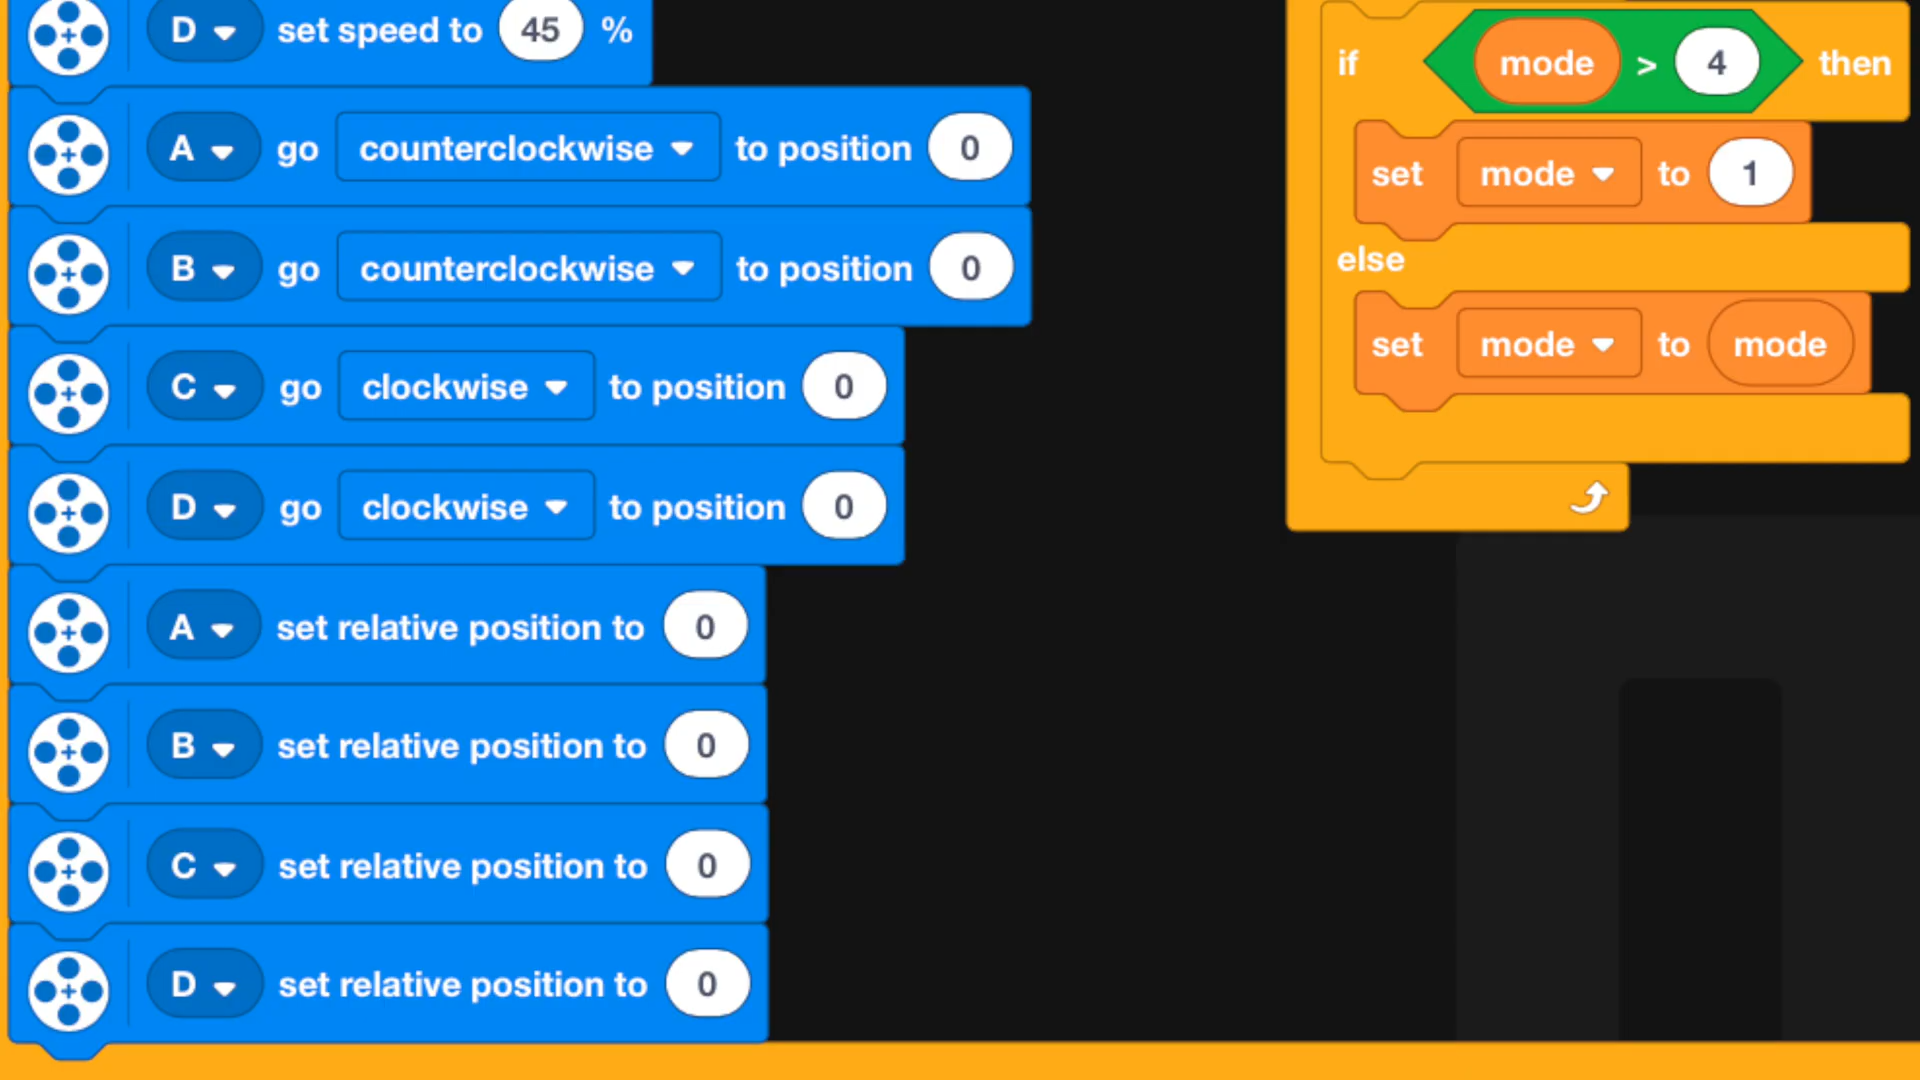 D set speed to 45 %
A go counterclockwise to position 0
B go counterclockwise to position 0
C go clockwise to position 0
D go clockwise to position 0
A set relative position to 0
B set relative position to 0
C set relative position to 0
D set relative position to 0
if mode > 4 then
set mode to 1
else
set mode to mode